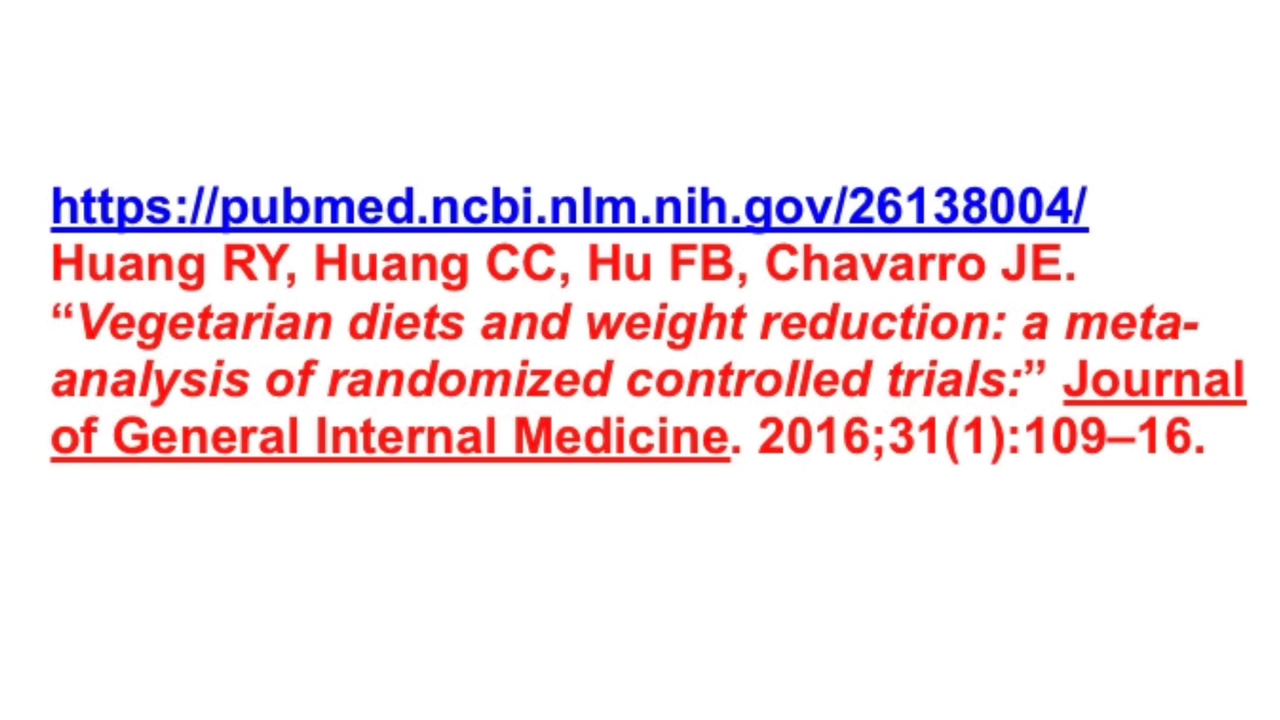 https://pubmed.ncbi.nlm.nih.gov/26138004/
Huang RY, Huang CC, Hu FB, Chavarro JE.
“Vegetarian diets and weight reduction: a meta-
analysis of randomized controlled trials:” Journal
of General Internal Medicine. 2016;31(1):109–16.